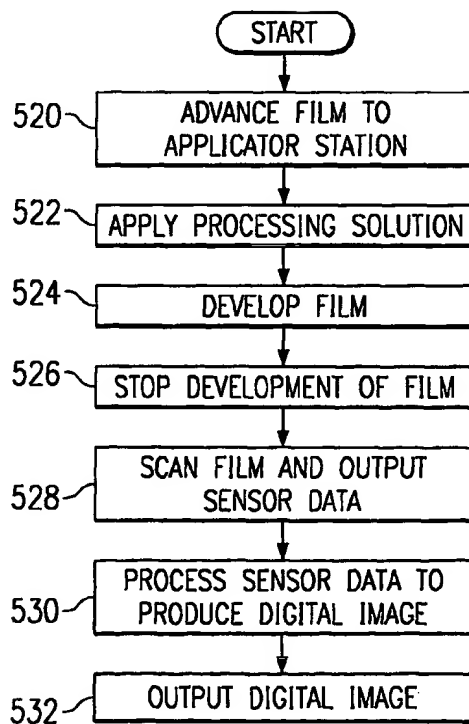 START
520
ADVANCE FILM TO
APPLICATOR STATION
522
APPLY PROCESSING SOLUTION
524
DEVELOP FILM
526
STOP DEVELOPMENT OF FILM
528
SCAN FILM AND OUTPUT
SENSOR DATA
530
PROCESS SENSOR DATA TO
PRODUCE DIGITAL IMAGE
532
OUTPUT DIGITAL IMAGE